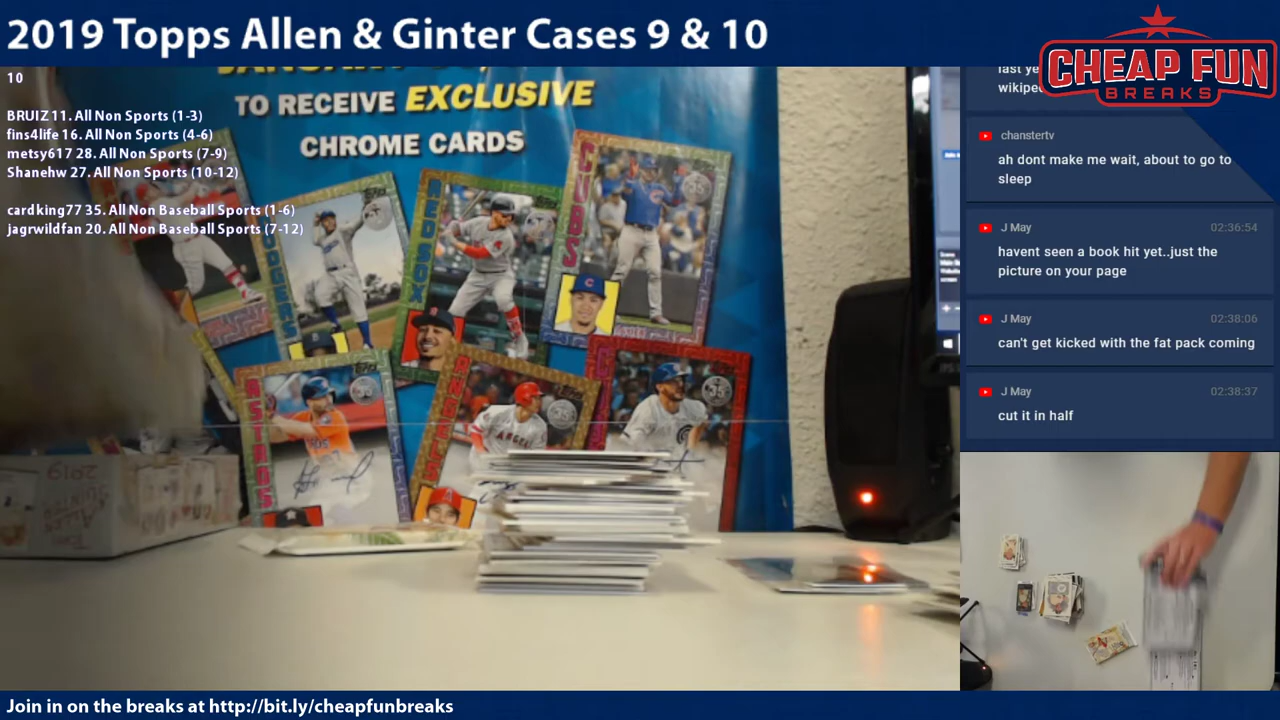 2019 Topps Allen & Ginter Cases 9 & 10
10
BRUIZ 11. All Non Sports (1-3)
fins4life 16. All Non Sports (4-6)
metsy617 28. All Non Sports (7-9)
Shanehw 27. All Non Sports (10-12)
cardking77 35. All Non Baseball Sports (1-6)
jagrwildfan 20. All Non Baseball Sports (7-12)
TO RECEIVE EXCLUSIVE
CHROME CARDS
CUBS
RED SOX
DODGERS
Topps
ASTROS
ANGELS
35
2019
CHEAP FUN
BREAKS
chanstertv
ah dont make me wait, about to go to
sleep
J May 02:36:54
havent seen a book hit yet..just the
picture on your page
J May 02:38:06
can't get kicked with the fat pack coming
J May 02:38:37
cut it in half
Join in on the breaks at http://bit.ly/cheapfunbreaks